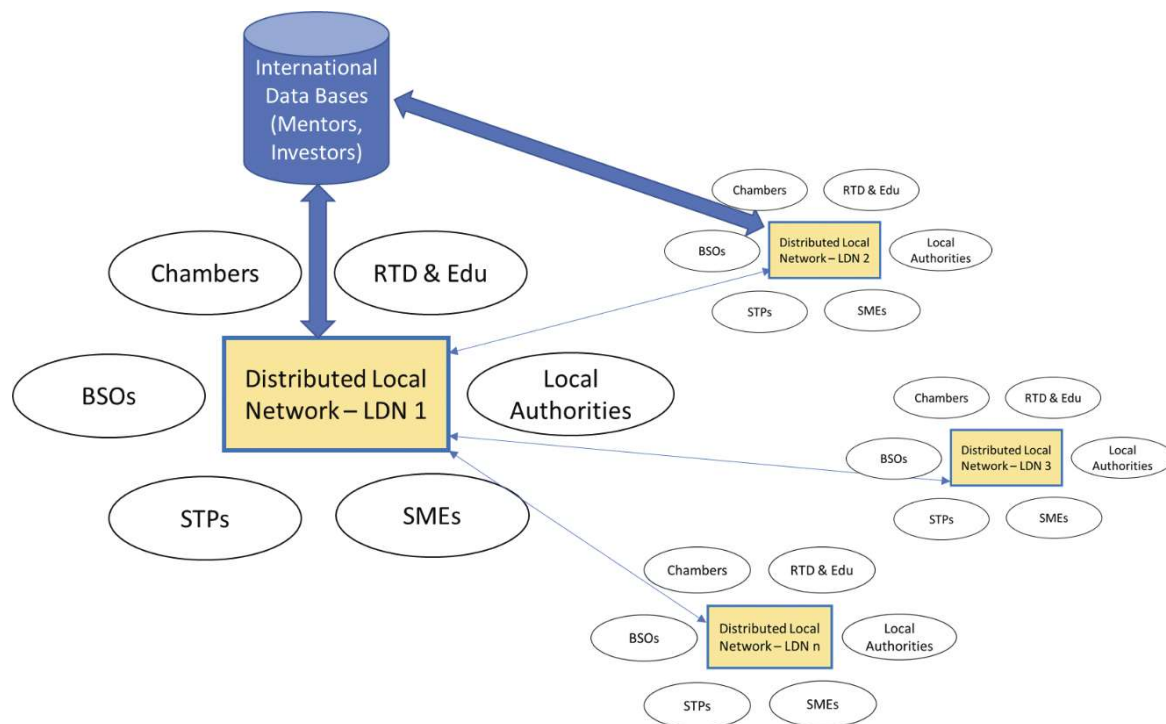 International
Data Bases
(Mentors,
Investors)
Chambers
RTD & Edu
BSOs
Distributed Local
Network – LDN 1
Local
Authorities
STPs
SMEs
Chambers
RTD & Edu
BSOs
Distributed Local
Network – LDN 2
Local
Authorities
STPs
SMEs
Chambers
RTD & Edu
BSOs
Distributed Local
Network – LDN 3
Local
Authorities
STPs
SMEs
Chambers
RTD & Edu
BSOs
Distributed Local
Network – LDN n
Local
Authorities
STPs
SMEs